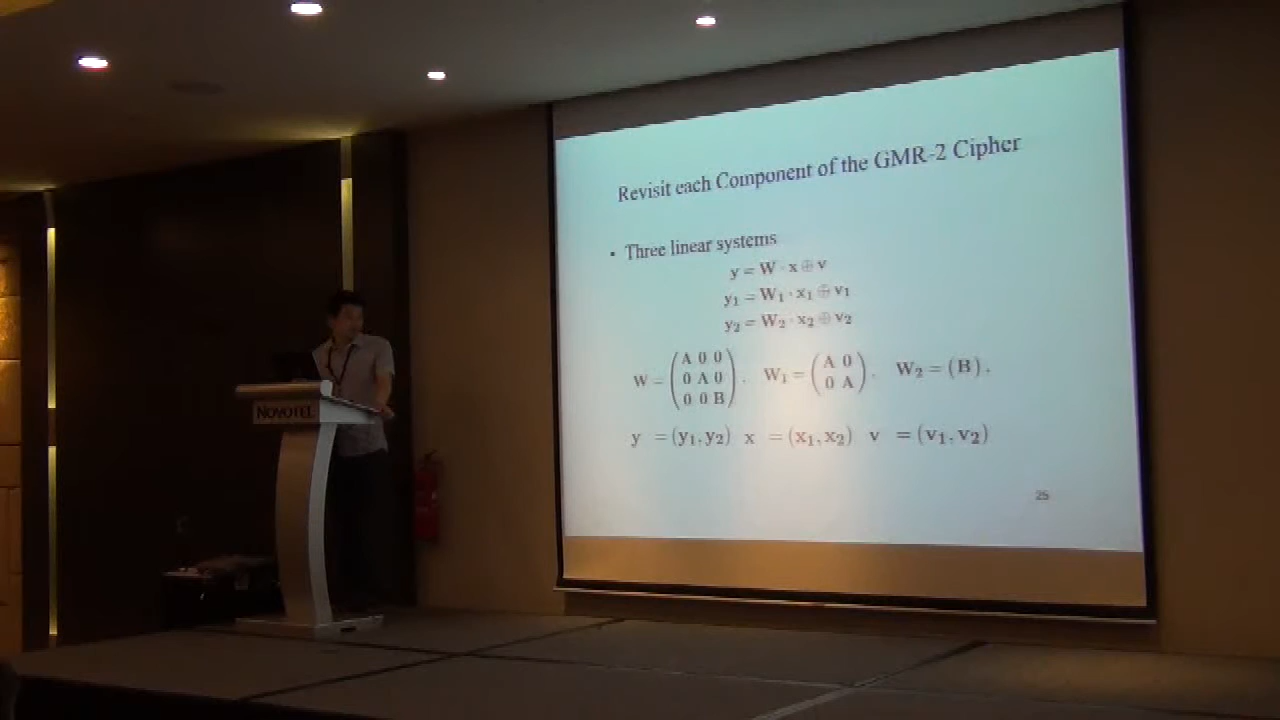 Revisit each Component of the GMR-2 Cipher
• Three linear systems
y = W · x ⊕ v
y₁ = W₁ · x₁ ⊕ v₁
y₂ = W₂ · x₂ ⊕ v₂
W = (A 0 0
0 A 0
0 0 B), W₁ = (A 0
0 A), W₂ = (B),
y = (y₁, y₂) x = (x₁, x₂) v = (v₁, v₂)
25
NOVOTEL